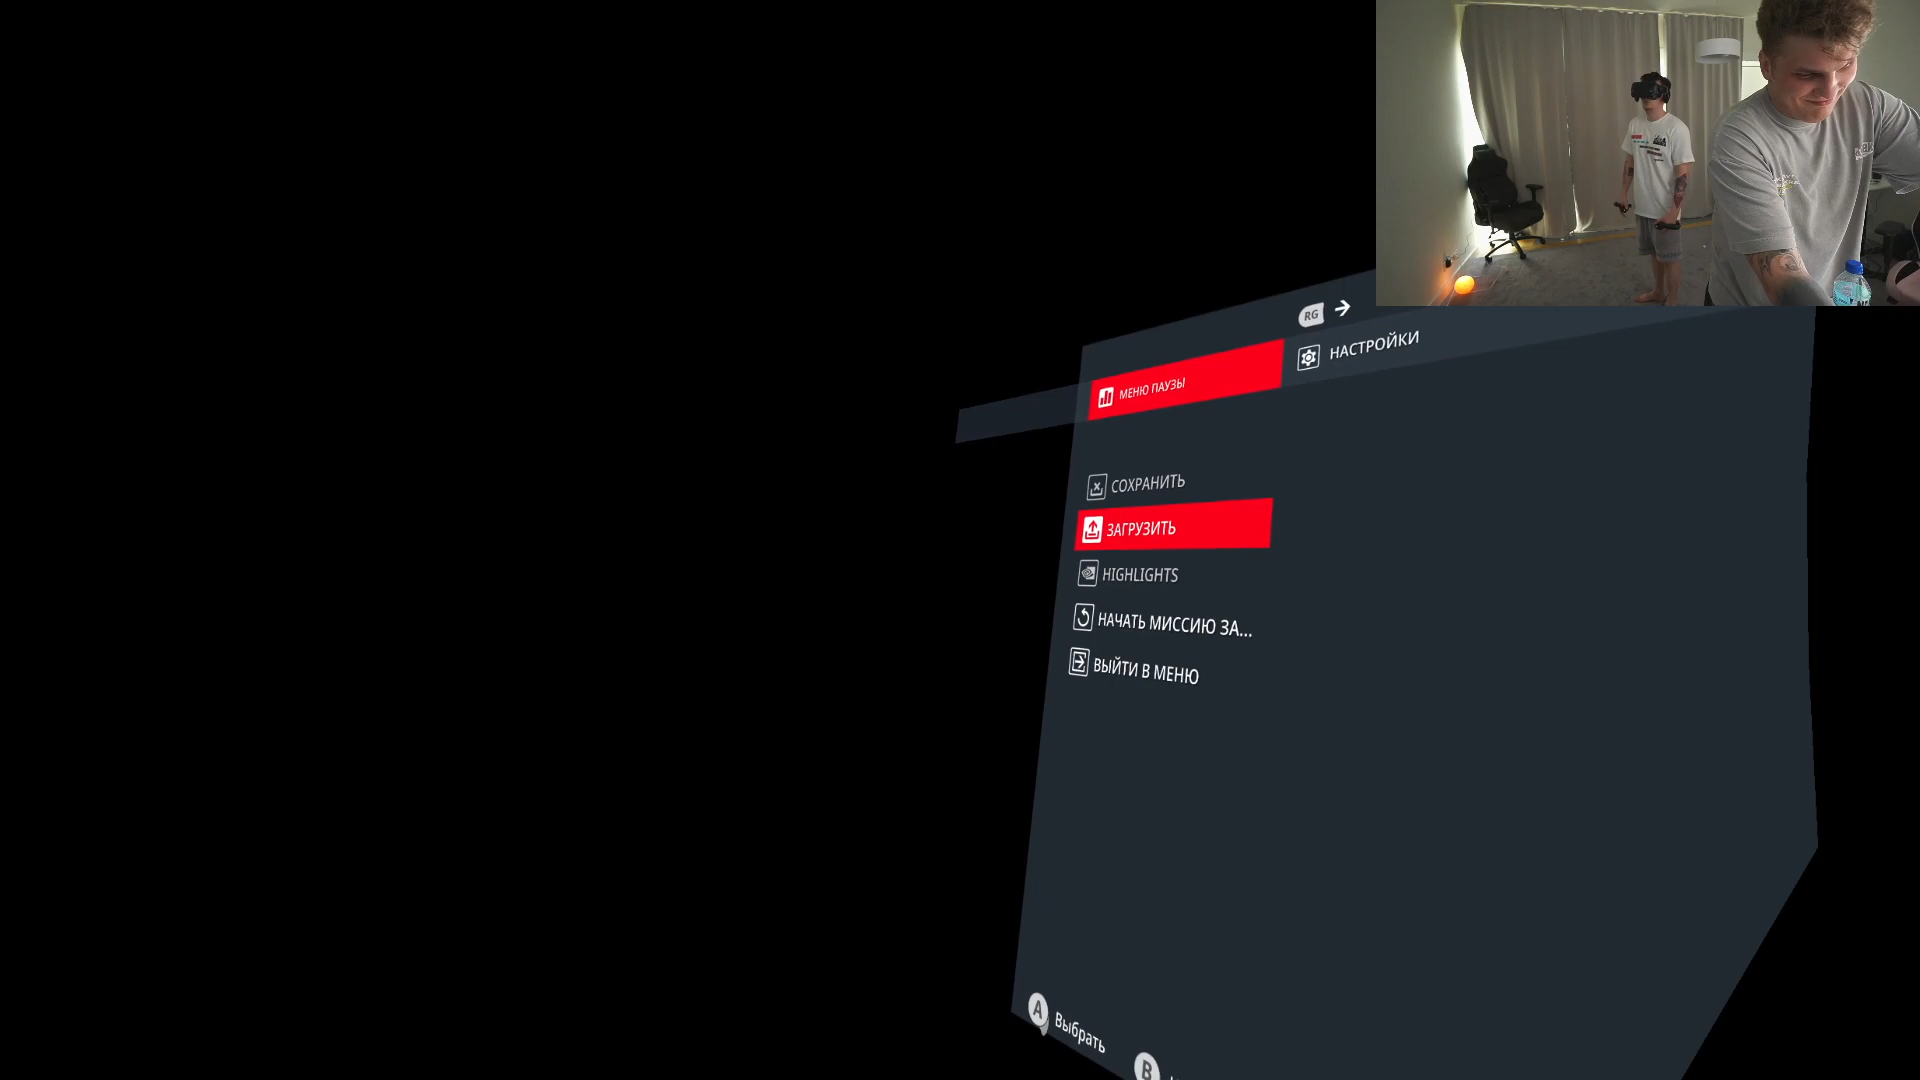 RG
МЕНЮ ПАУЗЫ
НАСТРОЙКИ
СОХРАНИТЬ
ЗАГРУЗИТЬ
HIGHLIGHTS
НАЧАТЬ МИССИЮ ЗА...
ВЫЙТИ В МЕНЮ
A Выбрать
B